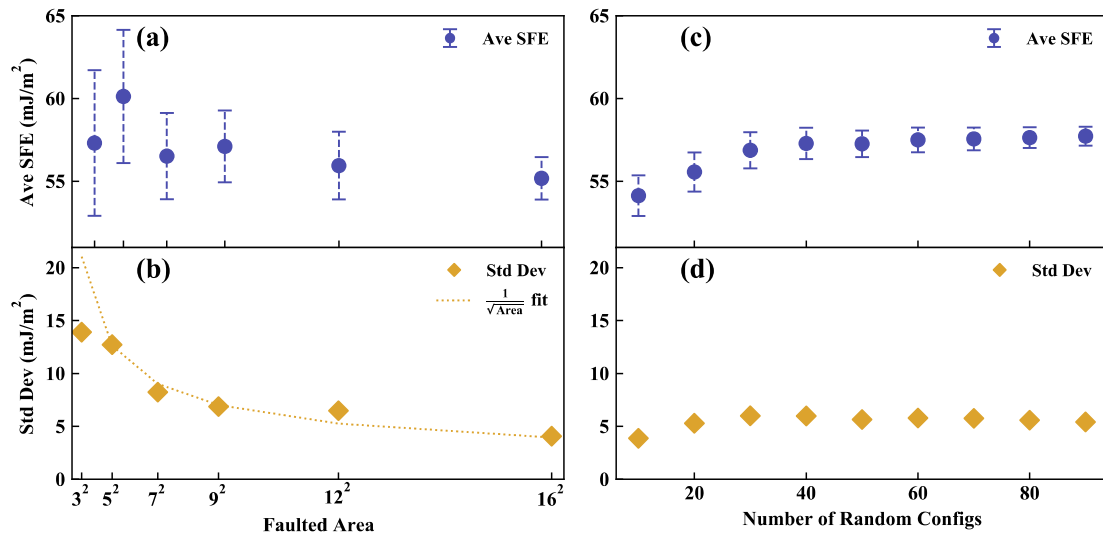 65
60
55
Ave SFE (mJ/m²)
(a)
Ave SFE
20
15
10
5
0
Std Dev (mJ/m²)
(b)
Std Dev
1/√Area fit
3² 5² 7² 9² 12² 16²
Faulted Area
65
60
55
(c)
Ave SFE
20
15
10
5
0
(d)
Std Dev
20 40 60 80
Number of Random Configs